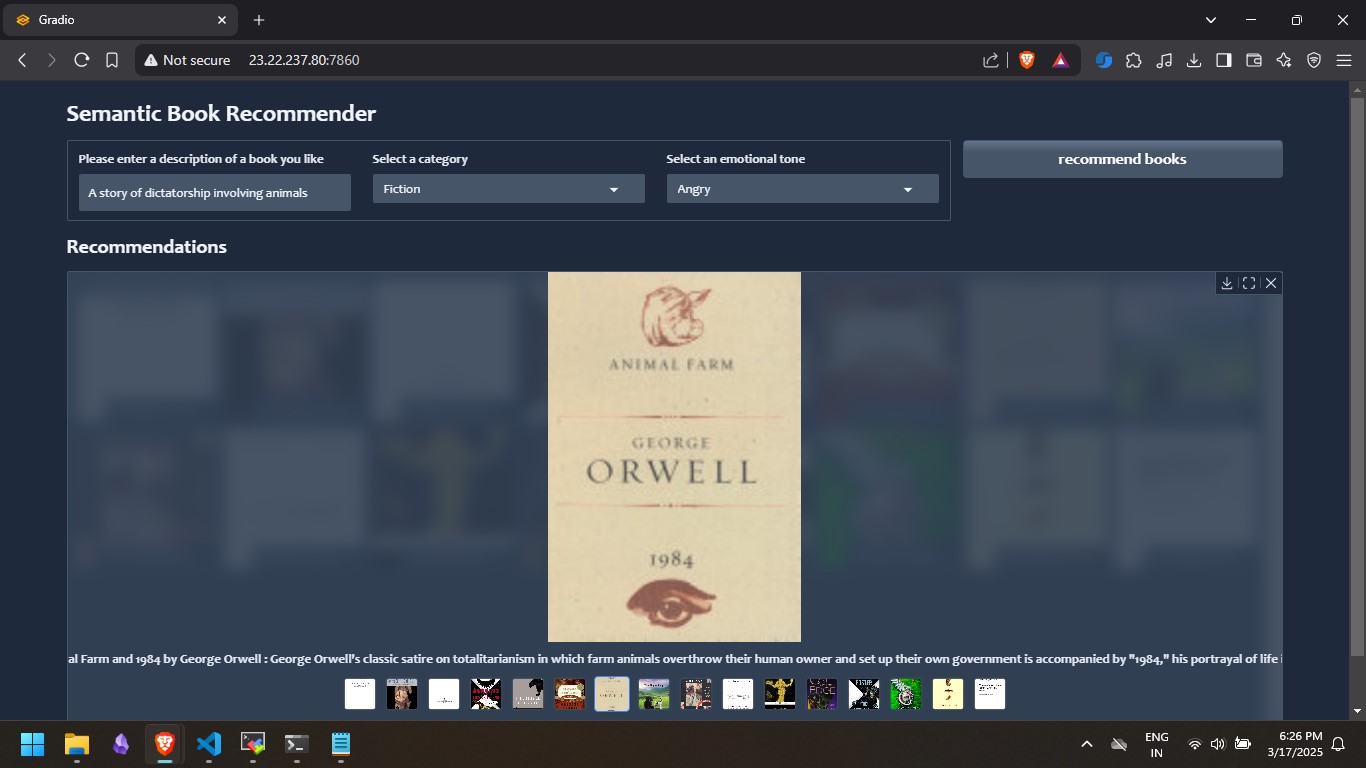 Gradio
Not secure 23.22.237.80:7860
Semantic Book Recommender
Please enter a description of a book you like
Select a category
Select an emotional tone
recommend books
A story of dictatorship involving animals
Fiction
Angry
Recommendations
ANIMAL FARM
GEORGE
ORWELL
1984
al Farm and 1984 by George Orwell : George Orwell's classic satire on totalitarianism in which farm animals overthrow their human owner and set up their own government is accompanied by "1984," his portrayal of life
ENG
IN
6:26 PM
3/17/2025